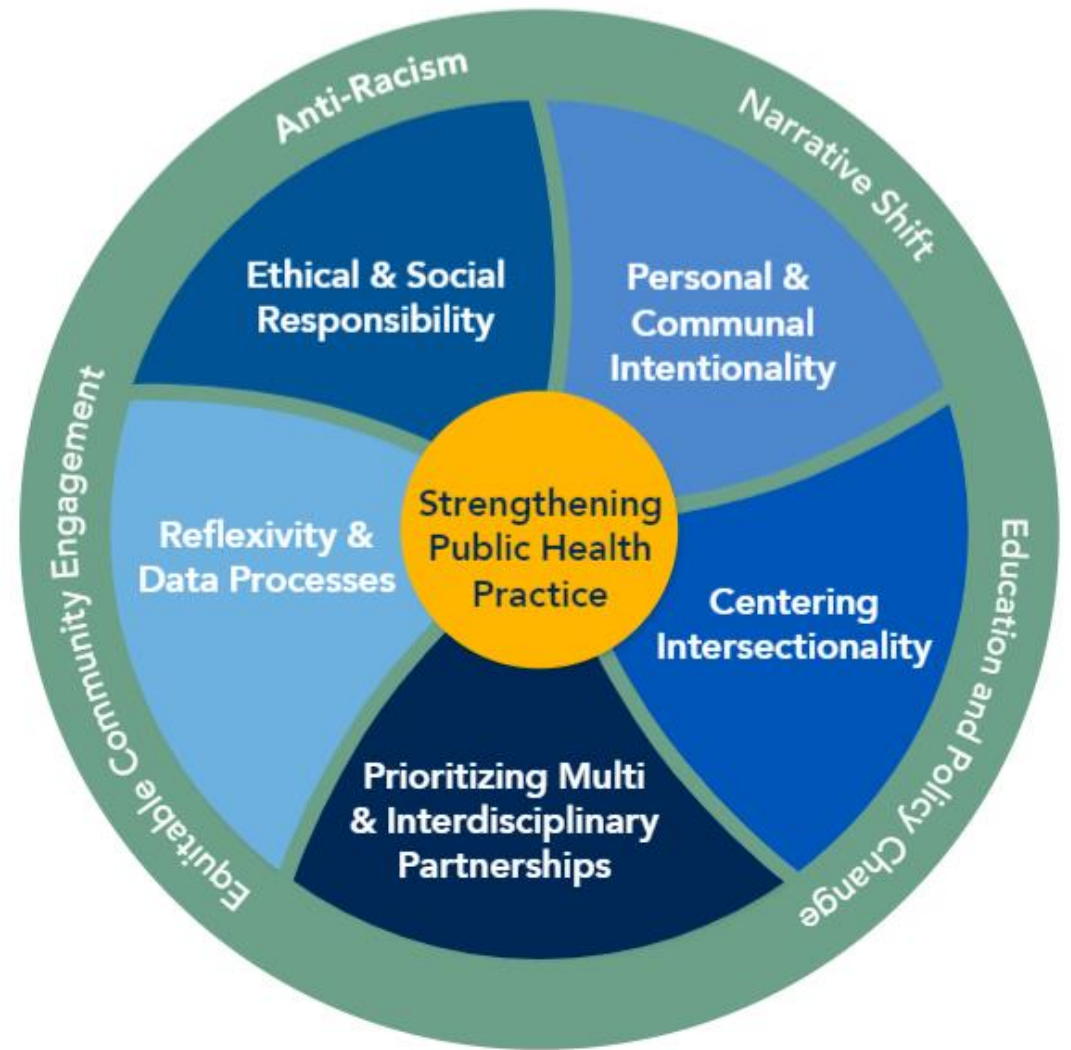 Anti-Racism
Narrative Shift
Education and Policy Change
Equitable Community Engagement
Ethical & Social
Responsibility
Personal &
Communal
Intentionality
Centering
Intersectionality
Prioritizing Multi
& Interdisciplinary
Partnerships
Reflexivity &
Data Processes
Strengthening
Public Health
Practice